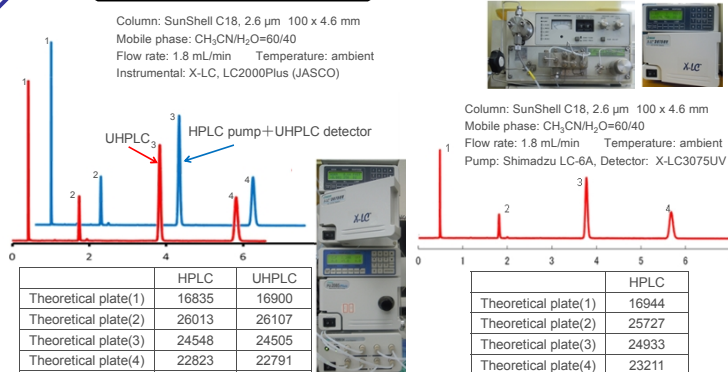 Column: SunShell C18, 2.6 µm 100 x 4.6 mm
Mobile phase: CH₃CN/H₂O=60/40
Flow rate: 1.8 mL/min Temperature: ambient
Instrumental: X-LC, LC2000Plus (JASCO)
1
1
2
2
3
3
4
4
UHPLC
HPLC pump＋UHPLC detector
0 2 4 6
X-LC
HPLC UHPLC
Theoretical plate(1) 16835 16900
Theoretical plate(2) 26013 26107
Theoretical plate(3) 24548 24505
Theoretical plate(4) 22823 22791
X-LC
Column: SunShell C18, 2.6 µm 100 x 4.6 mm
Mobile phase: CH₃CN/H₂O=60/40
Flow rate: 1.8 mL/min Temperature: ambient
Pump: Shimadzu LC-6A, Detector: X-LC3075UV
1
2
3
4
0 1 2 3 4 5 6
HPLC
Theoretical plate(1) 16944
Theoretical plate(2) 25727
Theoretical plate(3) 24933
Theoretical plate(4) 23211